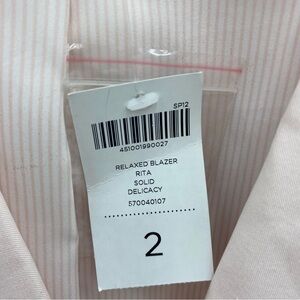 SP12
451001990027
RELAXED BLAZER
RITA
SOLID
DELICACY
570040107
2